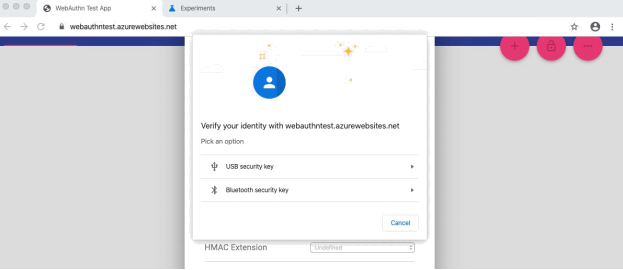 WebAuthn Test App
Experiments
webauthntest.azurewebsites.net
Verify your identity with webauthntest.azurewebsites.net
Pick an option
USB security key
Bluetooth security key
Cancel
HMAC Extension
Undefined